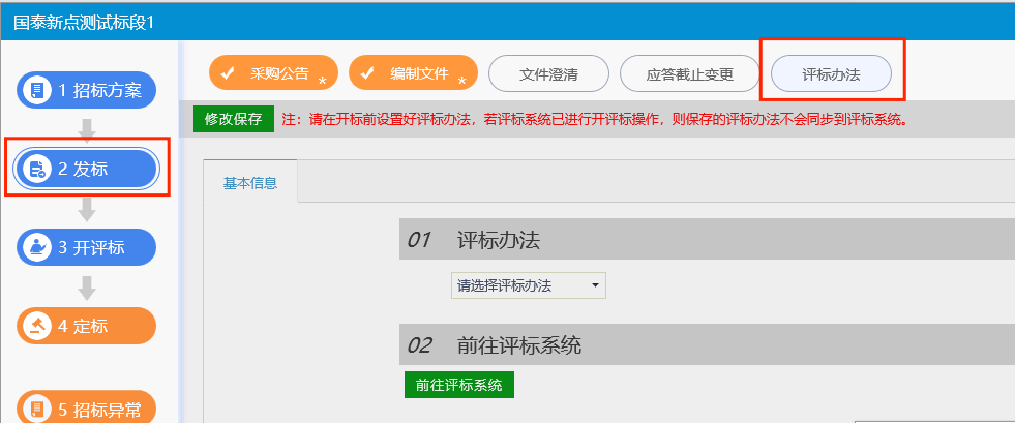 国泰新点测试标段1
采购公告 * 编制文件 * 文件澄清 应答截止变更 评标办法
1 招标方案
修改保存 注：请在开标前设置好评标办法，若评标系统已进行开评标操作，则保存的评标办法不会同步到评标系统。
2 发标
基本信息
3 开评标
01 评标办法
请选择评标办法
4 定标
02 前往评标系统
前往评标系统
5 招标异常